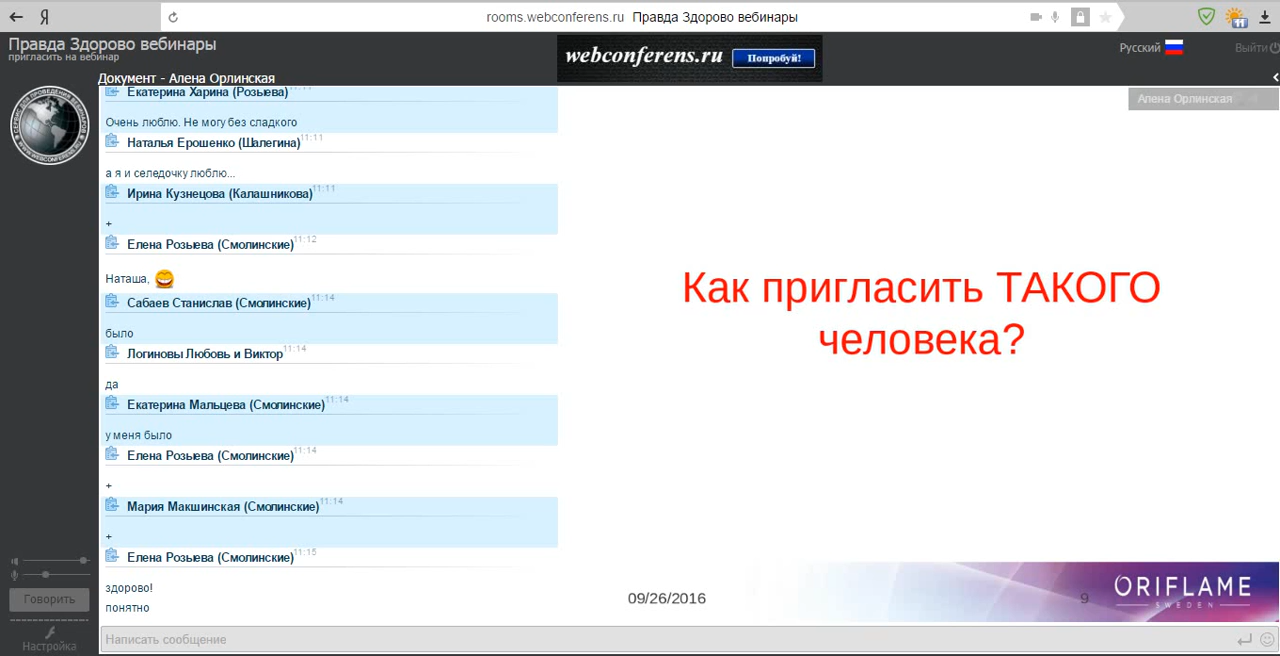 rooms.webconferens.ru Правда Здорово вебинары
11
Правда Здорово вебинары
пригласить на вебинар
webconferens.ru Попробуй!
Русский
Выйти
Документ - Алена Орлинская
Алена Орлинская
Екатерина Харина (Розыева)
Очень люблю. Не могу без сладкого
Наталья Ерошенко (Шалегина) 11:11
а я и селедочку люблю...
Ирина Кузнецова (Калашникова) 11:11
+
Елена Розыева (Смолинские) 11:12
Наташа,
Сабаев Станислав (Смолинские) 11:14
было
Логиновы Любовь и Виктор 11:14
да
Екатерина Мальцева (Смолинские) 11:14
у меня было
Елена Розыева (Смолинские) 11:14
+
Мария Макшинская (Смолинские) 11:14
+
Елена Розыева (Смолинские) 11:15
здорово!
понятно
Написать сообщение
Говорить
Настройка
Как пригласить ТАКОГО
человека?
09/26/2016
9
ORIFLAME
SWEDEN